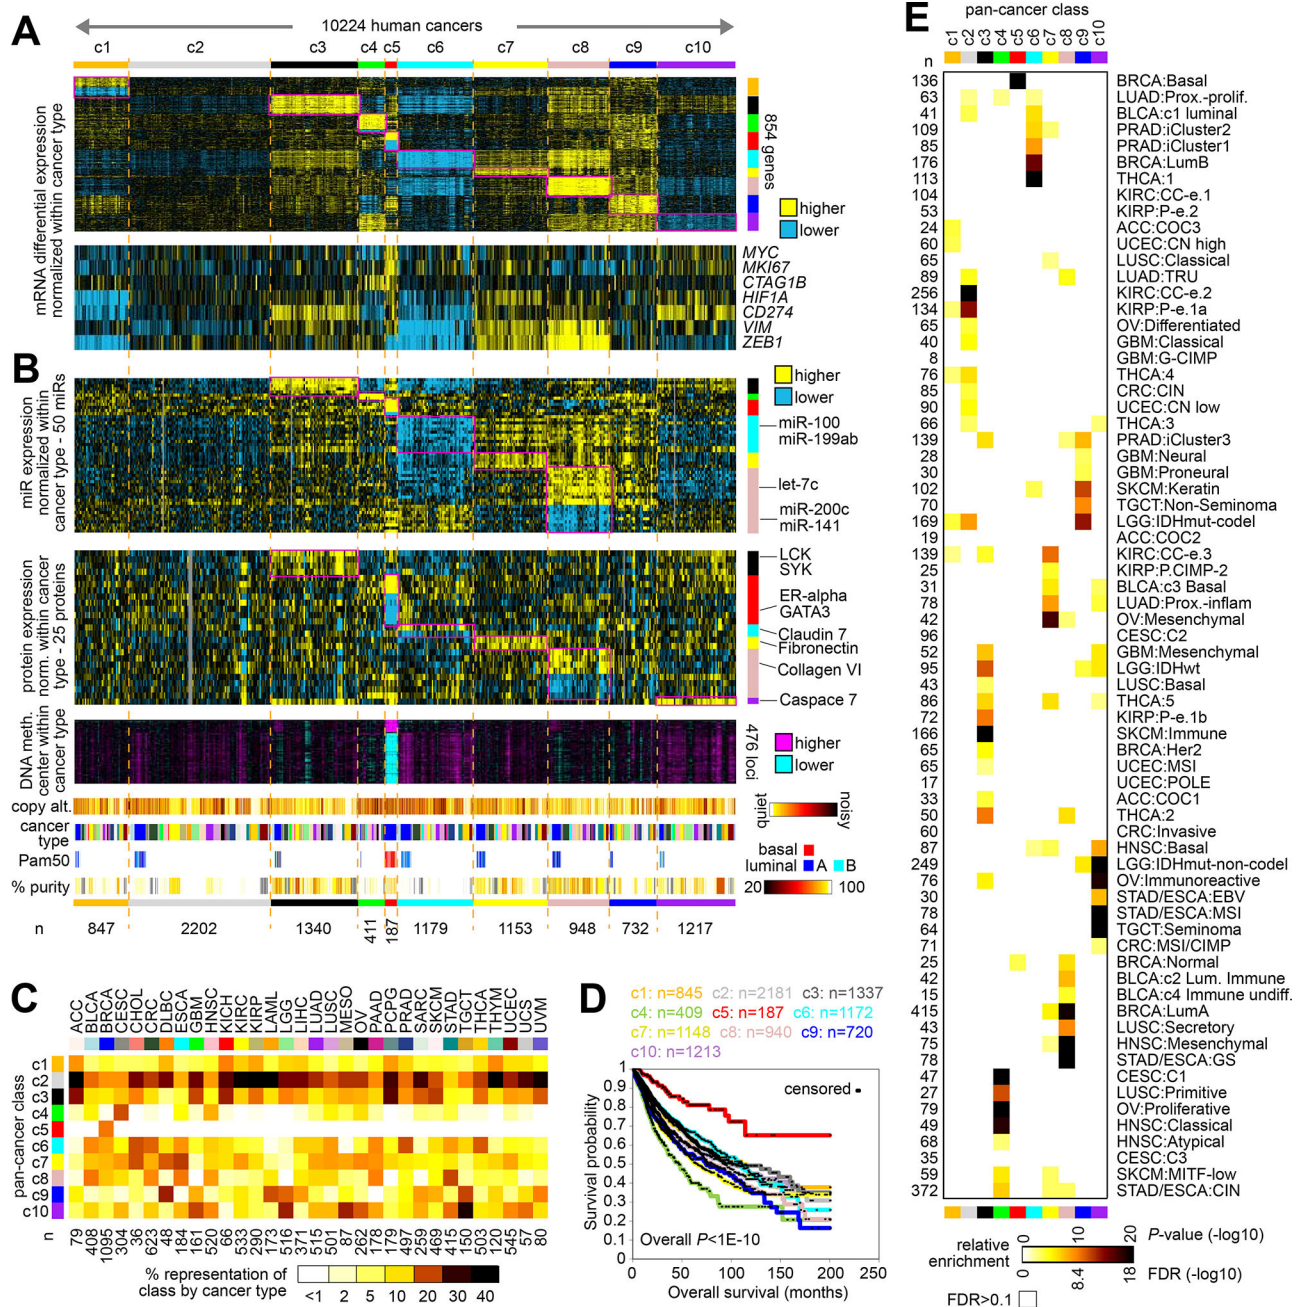 A
10224 human cancers
c1 c2 c3 c4 c5 c6 c7 c8 c9 c10
mRNA differential expression
normalized within cancer type
854 genes
higher
lower
MYC
MKI67
CTAG1B
HIF1A
CD274
VIM
ZEB1
B
miR expression
normalized within
cancer type - 50 miRs
higher
lower
miR-100
miR-199ab
let-7c
miR-200c
miR-141
protein expression
norm. within cancer
type - 25 proteins
LCK
SYK
ER-alpha
GATA3
Claudin 7
Fibronectin
Collagen VI
Caspace 7
DNA meth.
center within
cancer type
476 loci
higher
lower
copy alt.
quiet
noisy
cancer
type
Pam50
basal
luminal A B
% purity
20 100
n 847 2202 1340 411 187 1179 1153 948 732 1217
C
ACC BLCA BRCA CESC CHOL CRC DLBC ESCA GBM HNSC KICH KIRC KIRP LAML LGG LIHC LUAD LUSC MESO OV PAAD PCPG PRAD SARC SKCM STAD TGCT THCA THYM UCEC UCS UVM
pan-cancer class
c1
c2
c3
c4
c5
c6
c7
c8
c9
c10
n 79 408 1095 304 36 623 48 184 161 520 66 533 290 173 516 371 515 501 87 262 178 179 497 259 469 415 150 503 120 545 57 80
% representation of
class by cancer type
<1 2 5 10 20 30 40
D
c1: n=845 c2: n=2181 c3: n=1337
c4: n=409 c5: n=187 c6: n=1172
c7: n=1148 c8: n=940 c9: n=720
c10: n=1213
censored
Survival probability
1
0.9
0.8
0.7
0.6
0.5
0.4
0.3
0.2
0.1
0
Overall P<1E-10
0 50 100 150 200 250
Overall survival (months)
E
pan-cancer class
c1 c2 c3 c4 c5 c6 c7 c8 c9 c10
n
136 BRCA:Basal
63 LUAD:Prox.-prolif.
41 BLCA:c1 luminal
109 PRAD:iCluster2
85 PRAD:iCluster1
176 BRCA:LumB
113 THCA:1
104 KIRC:CC-e.1
53 KIRP:P-e.2
24 ACC:COC3
60 UCEC:CN high
65 LUSC:Classical
89 LUAD:TRU
256 KIRC:CC-e.2
134 KIRP:P-e.1a
65 OV:Differentiated
40 GBM:Classical
8 GBM:G-CIMP
76 THCA:4
85 CRC:CIN
90 UCEC:CN low
66 THCA:3
139 PRAD:iCluster3
28 GBM:Neural
30 GBM:Proneural
102 SKCM:Keratin
70 TGCT:Non-Seminoma
169 LGG:IDHmut-codel
19 ACC:COC2
139 KIRC:CC-e.3
25 KIRP:P.CIMP-2
31 BLCA:c3 Basal
78 LUAD:Prox.-inflam
42 OV:Mesenchymal
96 CESC:C2
52 GBM:Mesenchymal
95 LGG:IDHwt
43 LUSC:Basal
86 THCA:5
72 KIRP:P-e.1b
166 SKCM:Immune
65 BRCA:Her2
65 UCEC:MSI
17 UCEC:POLE
33 ACC:COC1
50 THCA:2
60 CRC:Invasive
87 HNSC:Basal
249 LGG:IDHmut-non-codel
76 OV:Immunoreactive
30 STAD/ESCA:EBV
78 STAD/ESCA:MSI
64 TGCT:Seminoma
71 CRC:MSI/CIMP
25 BRCA:Normal
42 BLCA:c2 Lum. Immune
15 BLCA:c4 Immune undiff.
415 BRCA:LumA
43 LUSC:Secretory
75 HNSC:Mesenchymal
78 STAD/ESCA:GS
47 CESC:C1
27 LUSC:Primitive
79 OV:Proliferative
49 HNSC:Classical
68 HNSC:Atypical
35 CESC:C3
59 SKCM:MITF-low
372 STAD/ESCA:CIN
relative
enrichment
0 10 20 P-value (-log10)
0 8.4 18 FDR (-log10)
FDR>0.1